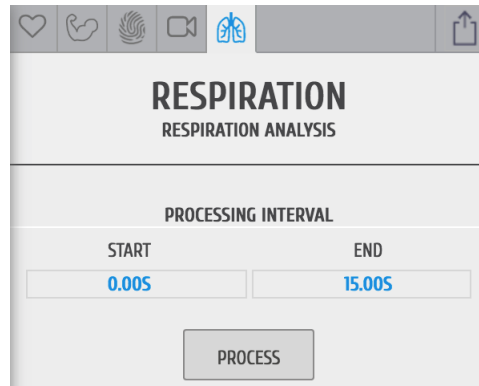 RESPIRATION
RESPIRATION ANALYSIS
PROCESSING INTERVAL
START END
0.00S 15.00S
PROCESS